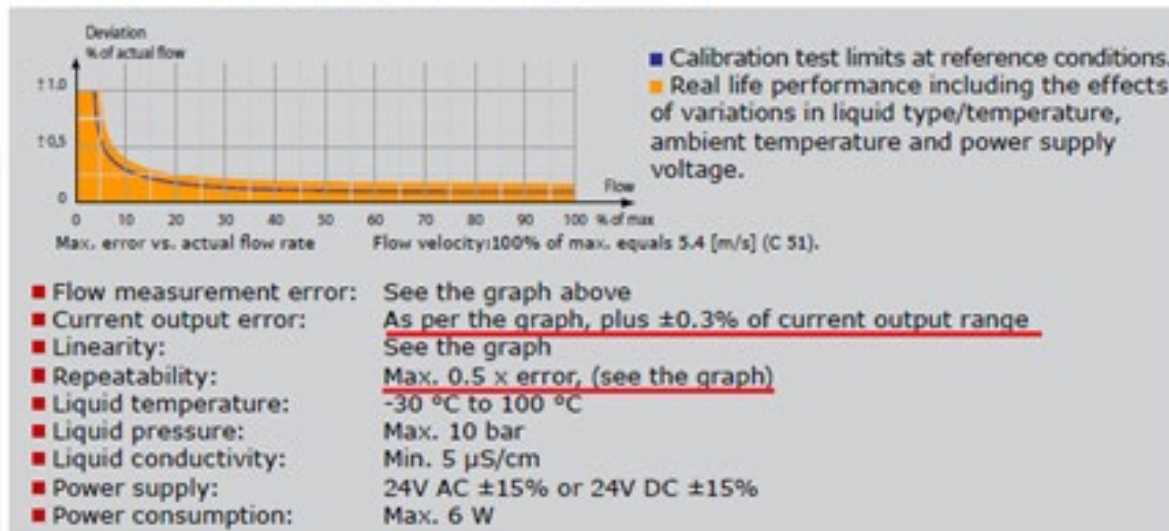 Deviation
% of actual flow
±1.0
±0,5
0
0 10 20 30 40 50 60 70 80 90 100 % of max
Flow
Max. error vs. actual flow rate Flow velocity:100% of max. equals 5.4 [m/s] (C 51).
■ Calibration test limits at reference conditions.
■ Real life performance including the effects
of variations in liquid type/temperature,
ambient temperature and power supply
voltage.
■ Flow measurement error: See the graph above
■ Current output error: As per the graph, plus ±0.3% of current output range
■ Linearity: See the graph
■ Repeatability: Max. 0.5 x error, (see the graph)
■ Liquid temperature: -30 °C to 100 °C
■ Liquid pressure: Max. 10 bar
■ Liquid conductivity: Min. 5 µS/cm
■ Power supply: 24V AC ±15% or 24V DC ±15%
■ Power consumption: Max. 6 W